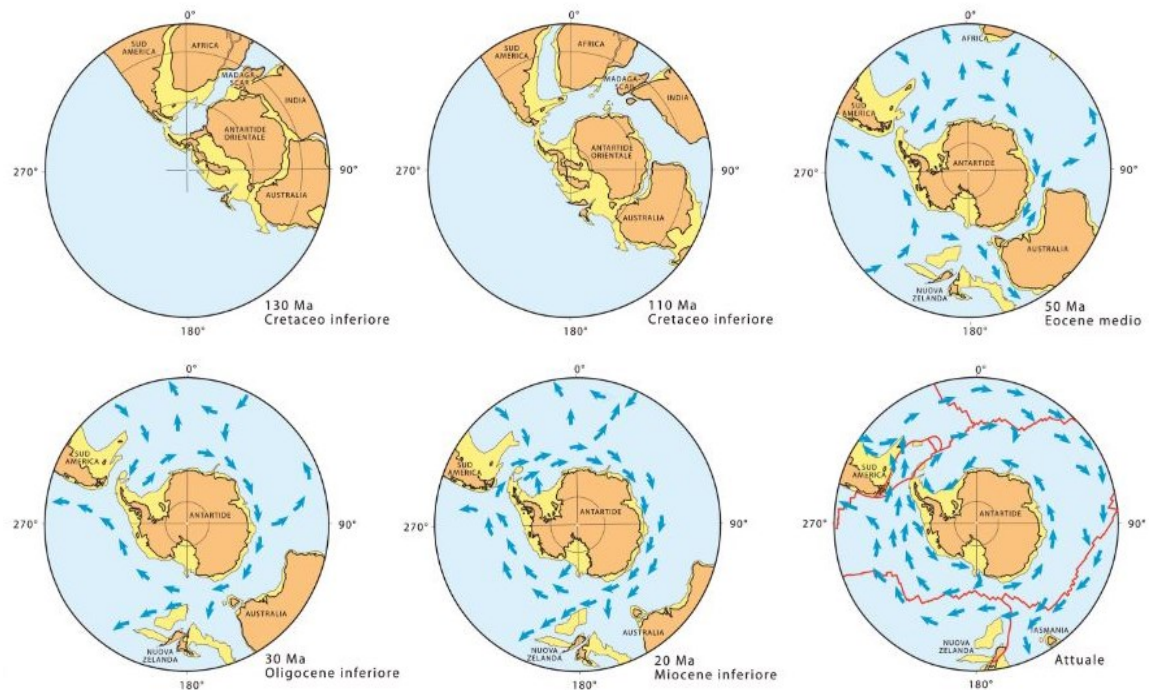 0°
SUD
AMERICA
AFRICA
MADAGA-
SCAR
INDIA
ANTARTIDE
ORIENTALE
270°
90°
AUSTRALIA
130 Ma
Cretaceo inferiore
180°
0°
SUD
AMERICA
AFRICA
MADAGA-
SCAR
INDIA
ANTARTIDE
ORIENTALE
270°
90°
AUSTRALIA
110 Ma
Cretaceo inferiore
180°
0°
AFRICA
SUD
AMERICA
ANTARTIDE
270°
90°
AUSTRALIA
NUOVA
ZELANDA
50 Ma
Eocene medio
180°
0°
SUD
AMERICA
ANTARTIDE
270°
90°
AUSTRALIA
NUOVA
ZELANDA
30 Ma
Oligocene inferiore
180°
0°
SUD
AMERICA
ANTARTIDE
270°
90°
AUSTRALIA
NUOVA
ZELANDA
20 Ma
Miocene inferiore
180°
0°
SUD
AMERICA
ANTARTIDE
270°
90°
NUOVA
ZELANDA
TASMANIA
Attuale
180°